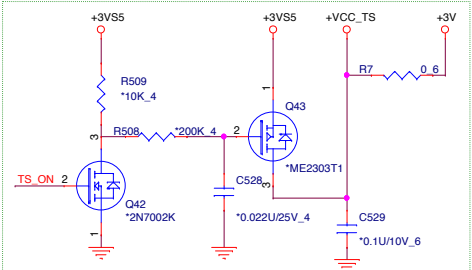 +3VS5
+3VS5
+VCC_TS
+3V
R509
*10K_4
R7
0_6
1
Q43
3
R508
*200K_4
2
*ME2303T1
TS_ON
2
3
C528
*0.022U/25V_4
Q42
*2N7002K
C529
*0.1U/10V_6
1